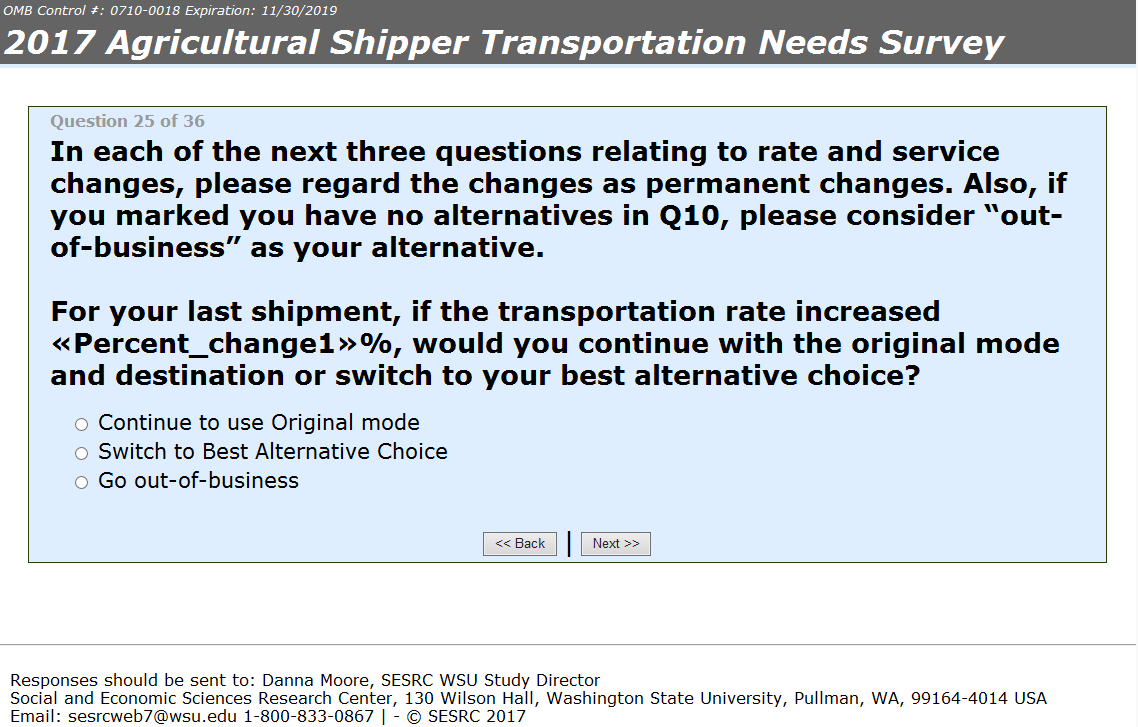 OMB Control #: 0710-0018 Expiration: 11/30/2019
2017 Agricultural Shipper Transportation Needs Survey
Question 25 of 36
In each of the next three questions relating to rate and service
changes, please regard the changes as permanent changes. Also, if
you marked you have no alternatives in Q10, please consider “out-
of-business” as your alternative.
For your last shipment, if the transportation rate increased
«Percent_change1»%, would you continue with the original mode
and destination or switch to your best alternative choice?
Continue to use Original mode
Switch to Best Alternative Choice
Go out-of-business
<< Back | Next >>
Responses should be sent to: Danna Moore, SESRC WSU Study Director
Social and Economic Sciences Research Center, 130 Wilson Hall, Washington State University, Pullman, WA, 99164-4014 USA
Email: sesrcweb7@wsu.edu 1-800-833-0867 | - © SESRC 2017